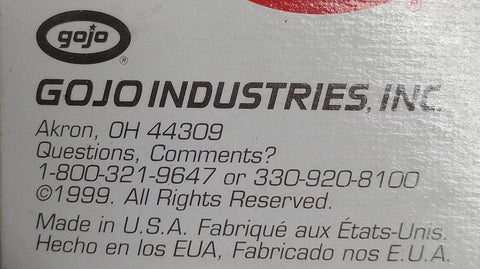 gojo
®
GOJO INDUSTRIES, INC.
Akron, OH 44309
Questions, Comments?
1-800-321-9647 or 330-920-8100
©1999. All Rights Reserved.
Made in U.S.A. Fabriqué aux États-Unis.
Hecho en los EUA, Fabricado nos E.U.A.